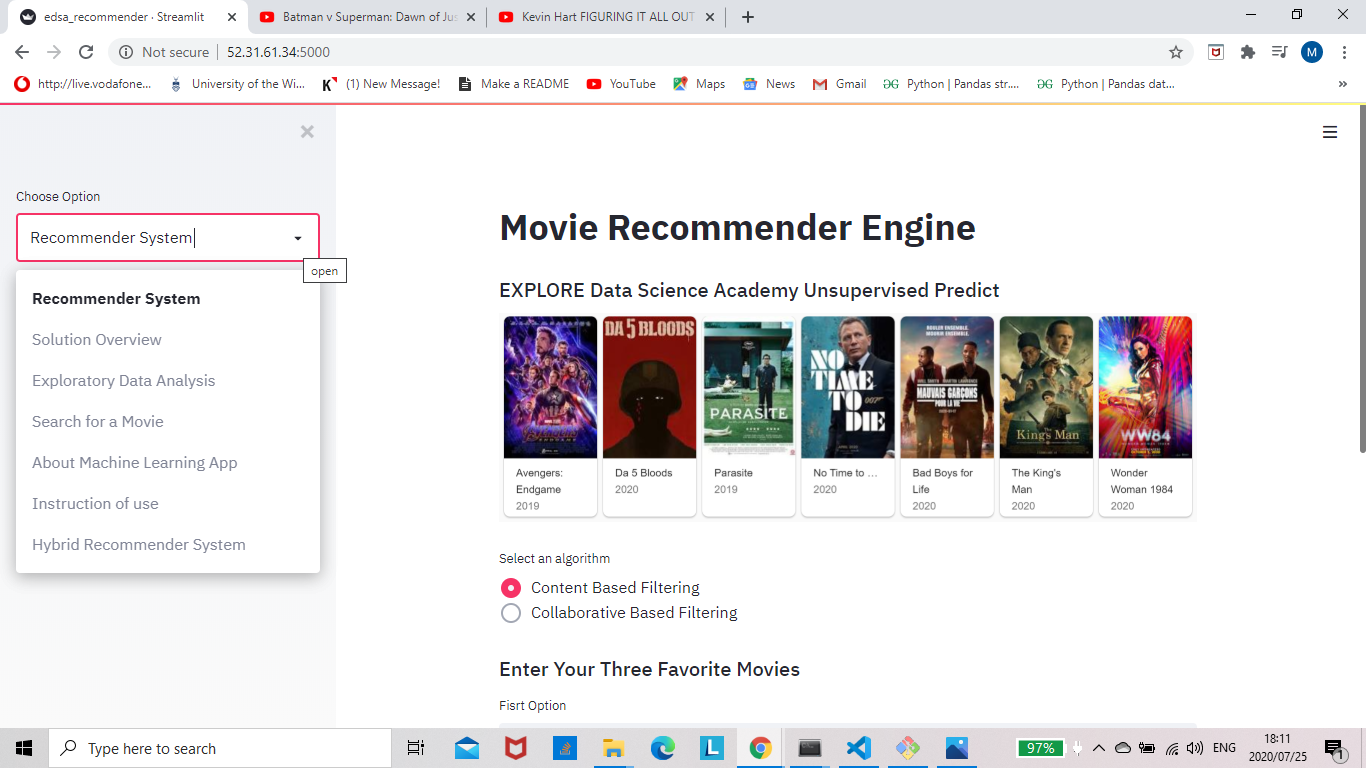 edsa_recommender · Streamlit
Batman v Superman: Dawn of Jus
Kevin Hart FIGURING IT ALL OUT
Not secure
52.31.61.34:5000
M
http://live.vodafone...
University of the Wi...
(1) New Message!
Make a README
YouTube
Maps
News
Gmail
Python | Pandas str....
Python | Pandas dat...
»
Choose Option
Recommender System
open
Recommender System
Solution Overview
Exploratory Data Analysis
Search for a Movie
About Machine Learning App
Instruction of use
Hybrid Recommender System
Movie Recommender Engine
EXPLORE Data Science Academy Unsupervised Predict
DA 5 BLOODS
PARASITE
NO
TIME
TO
DIE
007
MAUVAIS GARÇONS
POUR LA VIE
THE
King's Man
WW84
Avengers:
Endgame
2019
Da 5 Bloods
2020
Parasite
2019
No Time to ...
2020
Bad Boys for
Life
2020
The King's
Man
2020
Wonder
Woman 1984
2020
Select an algorithm
Content Based Filtering
Collaborative Based Filtering
Enter Your Three Favorite Movies
Fisrt Option
Type here to search
L
97%
ENG
18:11
2020/07/25
1